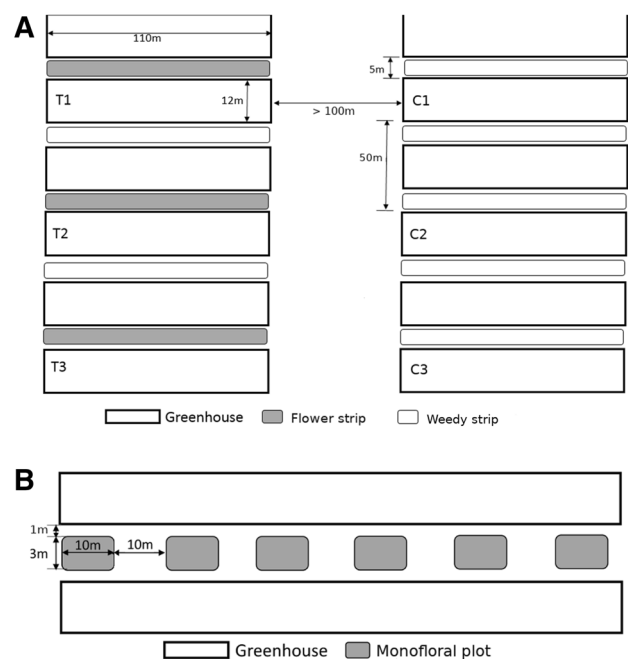 A
110m
5m
T1
12m
> 100m
C1
50m
T2
C2
T3
C3
Greenhouse
Flower strip
Weedy strip
B
1m
10m
10m
3m
Greenhouse
Monofloral plot